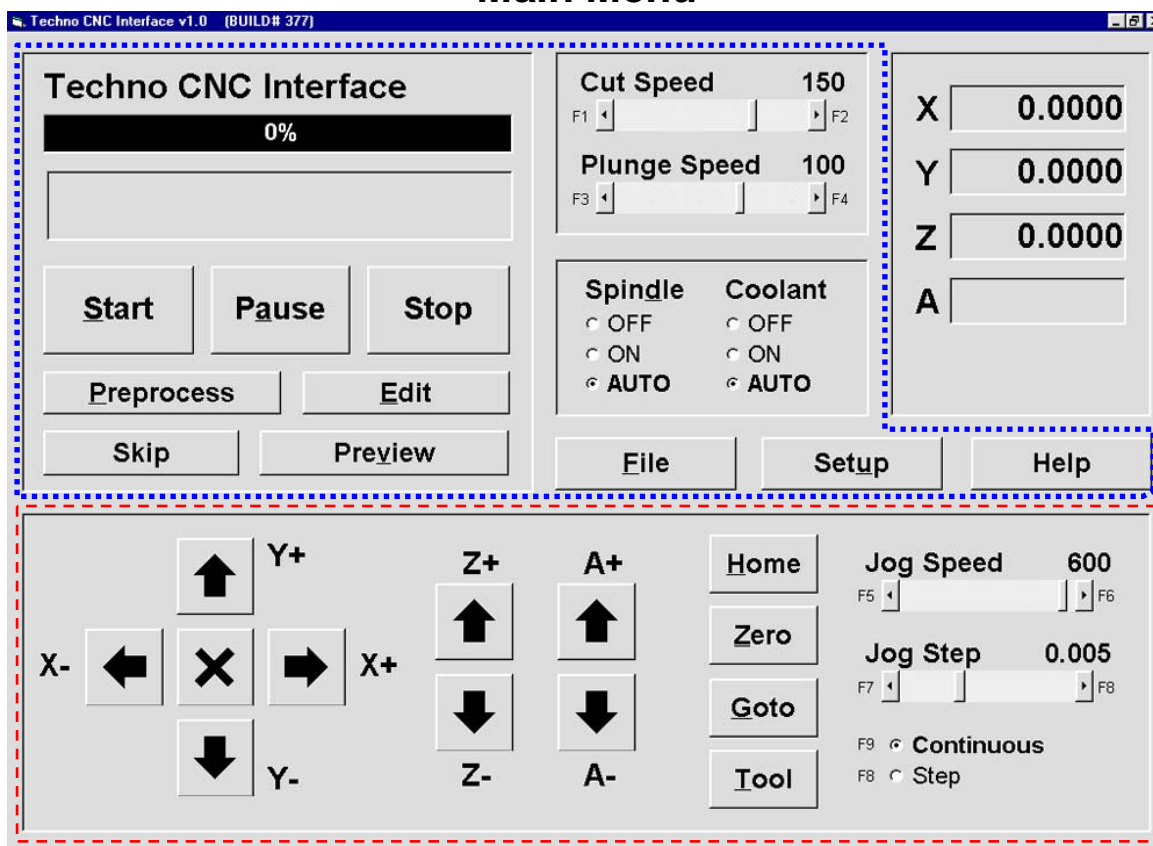 Main Menu
Techno CNC Interface v1.0 (BUILD# 377)
Techno CNC Interface
0%
Start Pause Stop
Preprocess Edit
Skip Preview
Cut Speed 150
F1 F2
Plunge Speed 100
F3 F4
Spindle Coolant
OFF OFF
ON ON
AUTO AUTO
File Setup Help
X 0.0000
Y 0.0000
Z 0.0000
A
Y+
X- X+
Y-
Z+ A+
Z- A-
Home
Zero
Goto
Tool
Jog Speed 600
F5 F6
Jog Step 0.005
F7 F8
F9 Continuous
F8 Step